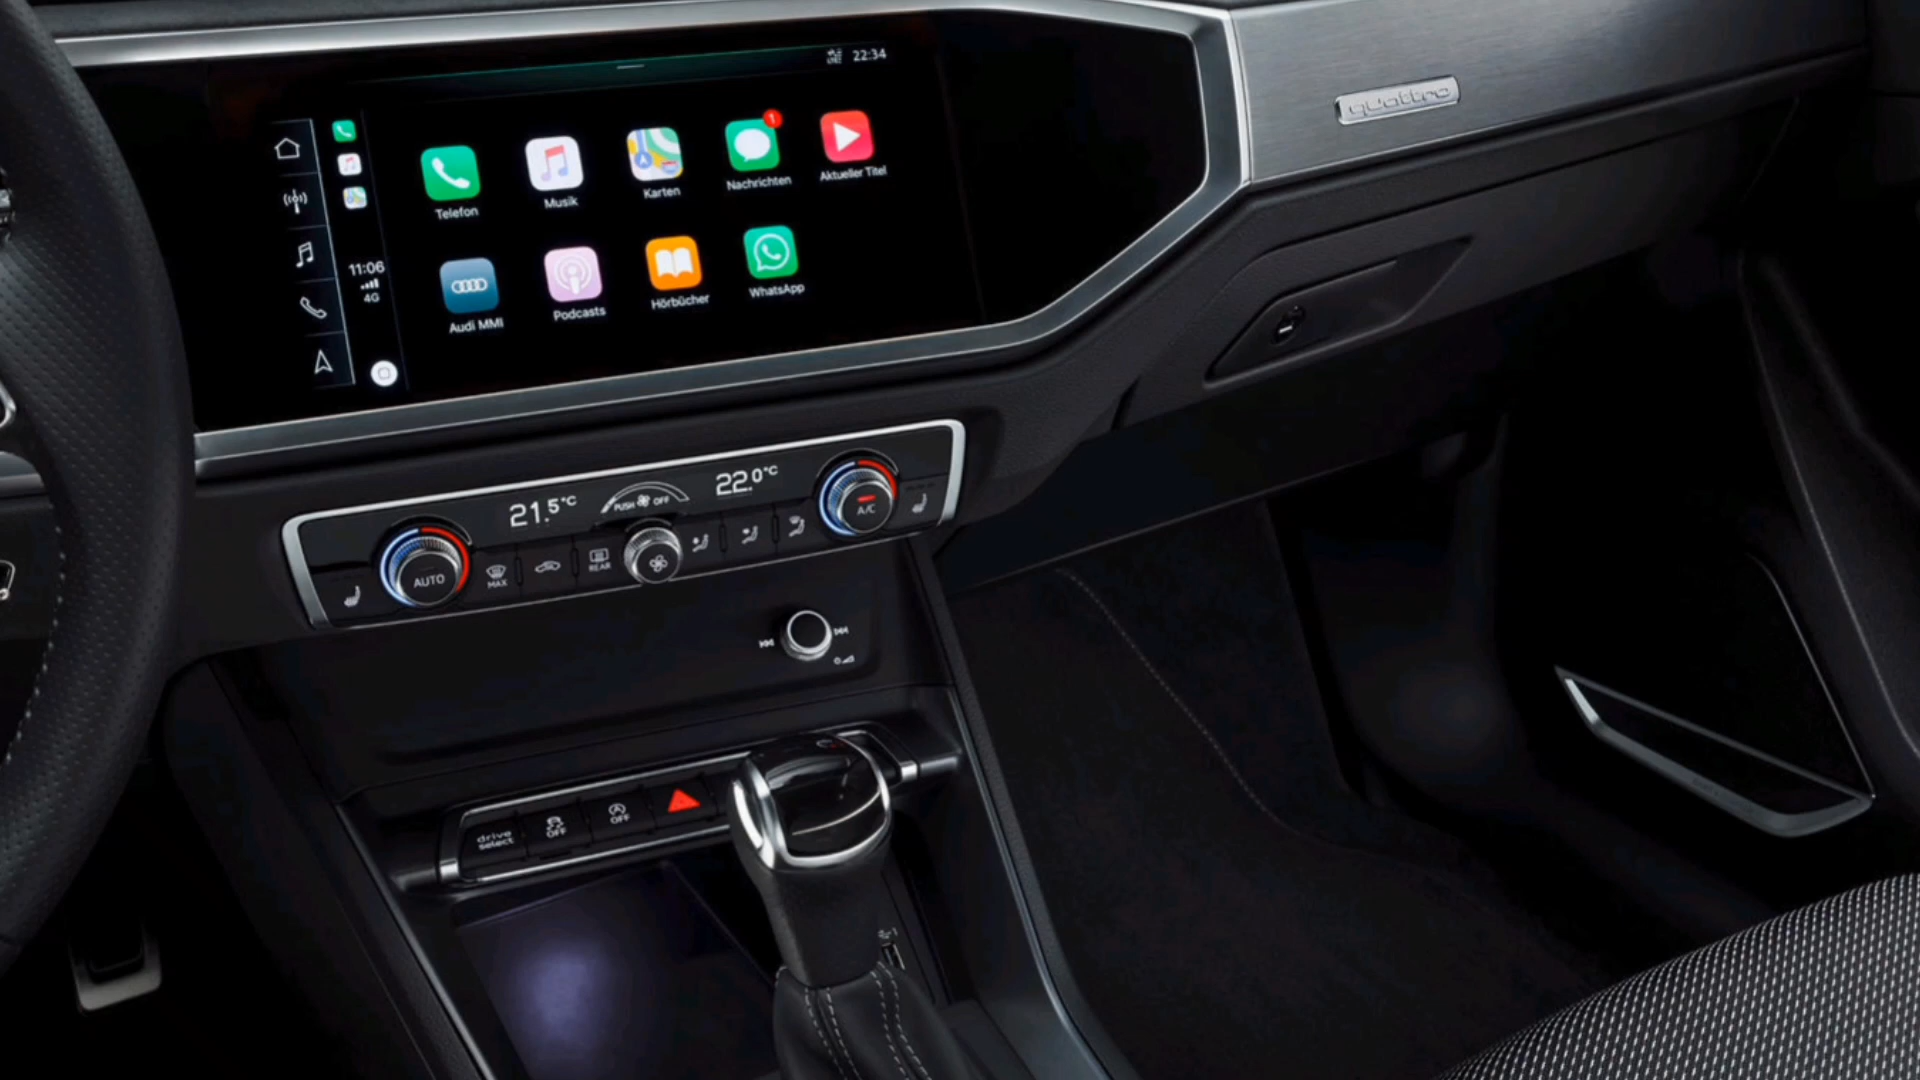 22:34
Telefon
Musik
Karten
Nachrichten
1
Aktueller Titel
11:06
4G
Audi MMI
Podcasts
Hörbücher
WhatsApp
quattro
21.5°C
PUSH OFF
22.0°C
AUTO
MAX
REAR
A/C
drive
select
OFF
A
OFF